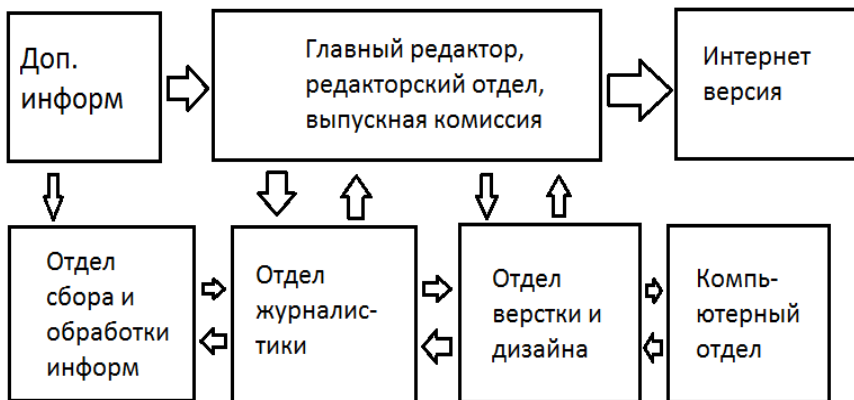 Доп.
информ
Главный редактор,
редакторский отдел,
выпускная комиссия
Интернет
версия
Отдел
сбора и
обработки
информ
Отдел
журналис-
тики
Отдел
верстки и
дизайна
Компь-
ютерный
отдел